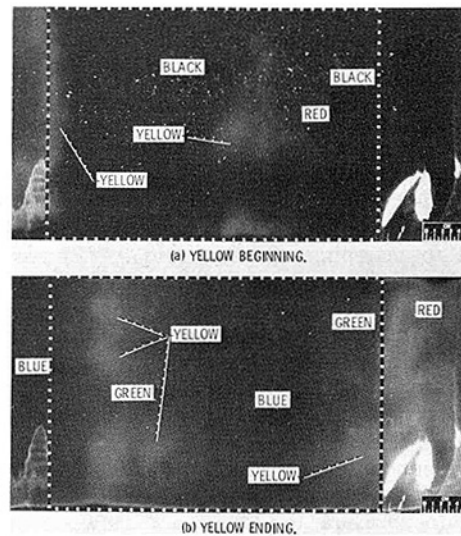 BLACK
BLACK
RED
YELLOW
YELLOW
(a) YELLOW BEGINNING.
RED
GREEN
YELLOW
BLUE
GREEN
BLUE
YELLOW
(b) YELLOW ENDING.